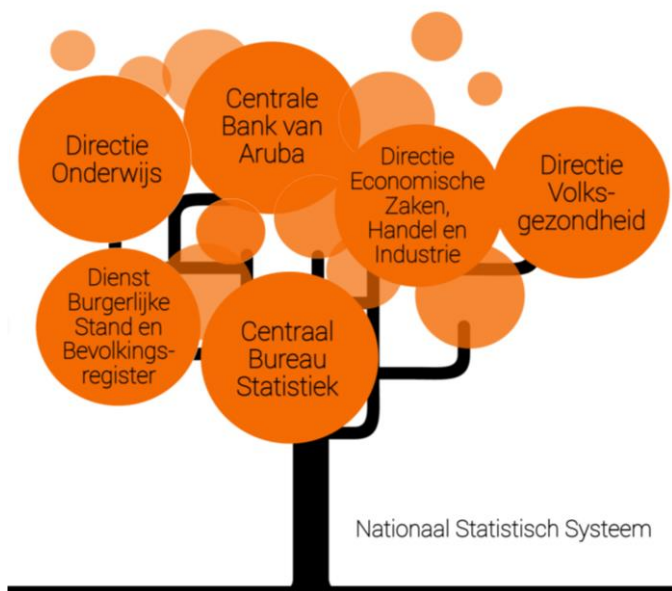 Centrale
Bank van
Aruba
Directie
Onderwijs
Directie
Economische
Zaken,
Handel en
Industrie
Directie
Volks-
gezondheid
Dienst
Burgerlijke
Stand en
Bevolkings-
register
Centraal
Bureau
Statistiek
Nationaal Statistisch Systeem